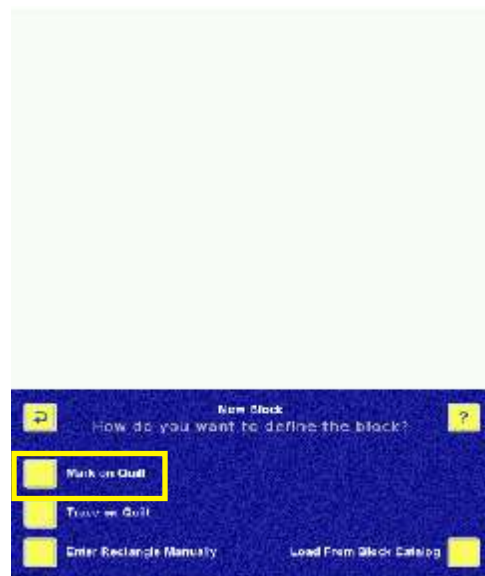 New Block
How do you want to define the block?
?
Mark on Quilt
Trace on Quilt
Enter Rectangle Manually
Load From Block Catalog